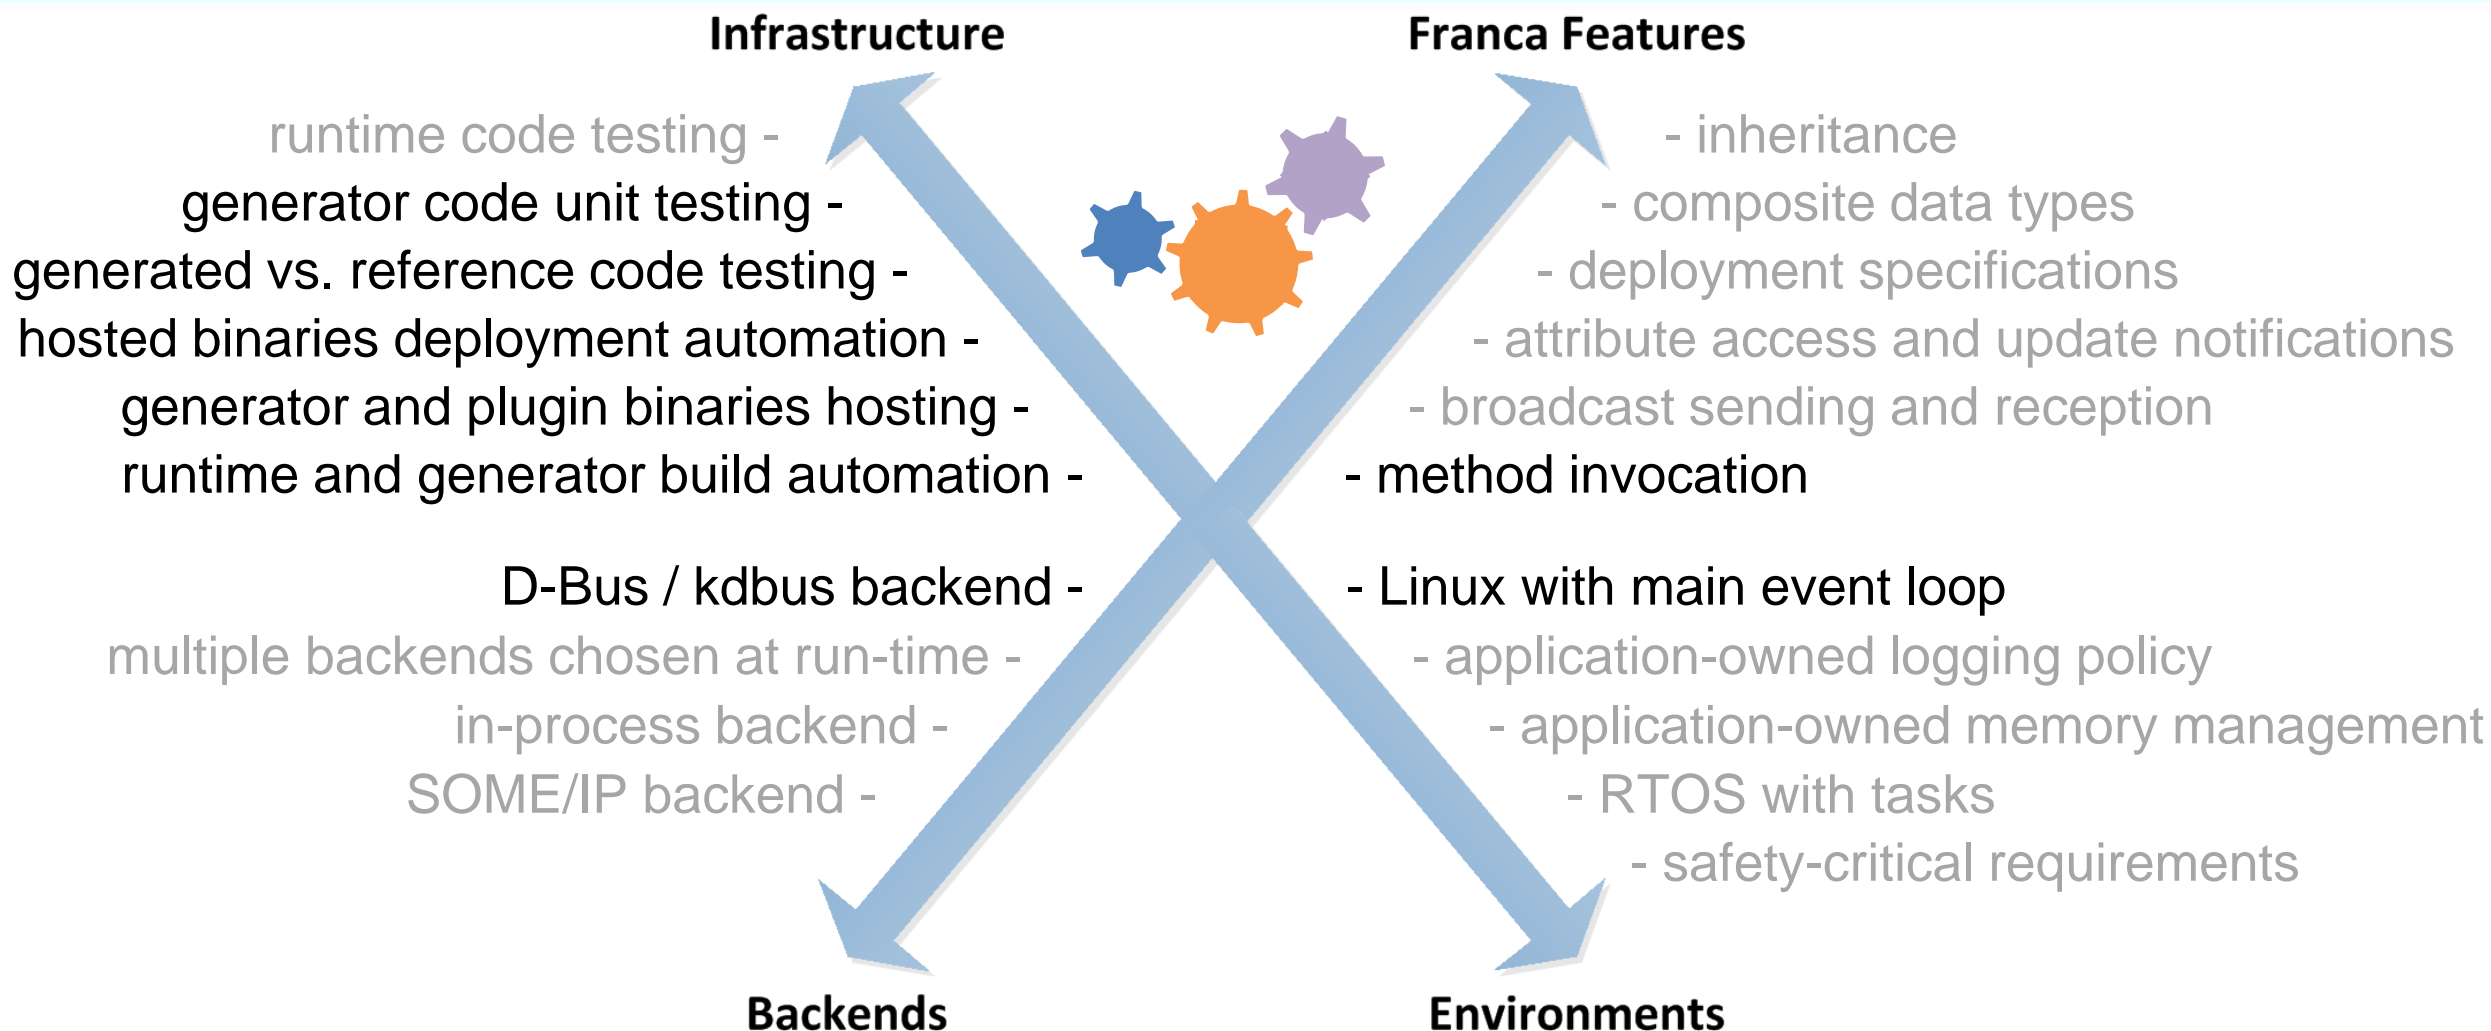 Infrastructure
runtime code testing -
generator code unit testing -
generated vs. reference code testing -
hosted binaries deployment automation -
generator and plugin binaries hosting -
runtime and generator build automation -
Franca Features
- inheritance
- composite data types
- deployment specifications
- attribute access and update notifications
- broadcast sending and reception
- method invocation
D-Bus / kdbus backend -
multiple backends chosen at run-time -
in-process backend -
SOME/IP backend -
Backends
- Linux with main event loop
- application-owned logging policy
- application-owned memory management
- RTOS with tasks
- safety-critical requirements
Environments